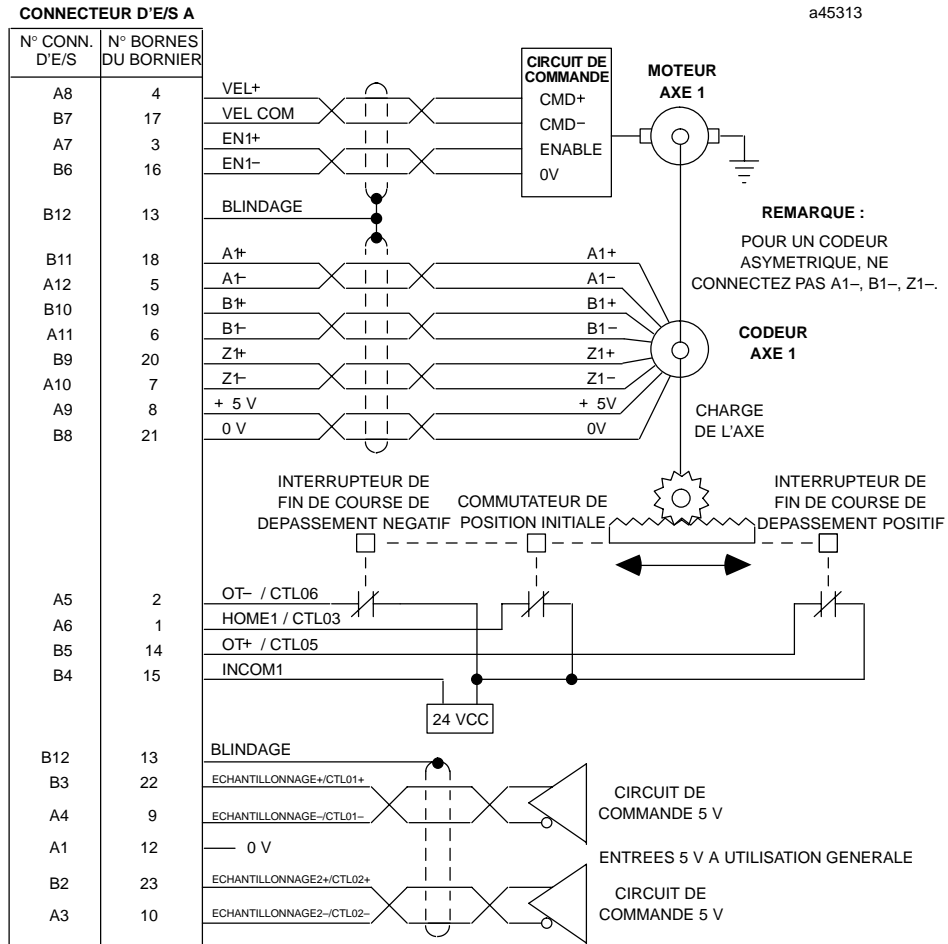 CONNECTEUR D'E/S A
a45313
N° CONN. D'E/S
N° BORNES DU BORNIER
A8 4 VEL+
B7 17 VEL COM
A7 3 EN1+
B6 16 EN1–
B12 13 BLINDAGE
CIRCUIT DE
COMMANDE
CMD+
CMD–
ENABLE
0V
MOTEUR
AXE 1
REMARQUE :
POUR UN CODEUR
ASYMETRIQUE, NE
CONNECTEZ PAS A1–, B1–, Z1–.
B11 18 A1+ A1+
A12 5 A1– A1–
B10 19 B1+ B1+
A11 6 B1– B1–
B9 20 Z1+ Z1+
A10 7 Z1– Z1–
A9 8 + 5 V + 5V
B8 21 0 V 0V
CODEUR
AXE 1
CHARGE
DE L'AXE
INTERRUPTEUR DE
FIN DE COURSE DE
DEPASSEMENT NEGATIF
COMMUTATEUR DE
POSITION INITIALE
INTERRUPTEUR DE
FIN DE COURSE DE
DEPASSEMENT POSITIF
A5 2 OT– / CTL06
A6 1 HOME1 / CTL03
B5 14 OT+ / CTL05
B4 15 INCOM1
24 VCC
B12 13 BLINDAGE
B3 22 ECHANTILLONNAGE+/CTL01+
A4 9 ECHANTILLONNAGE–/CTL01–
CIRCUIT DE
COMMANDE 5 V
A1 12 0 V
ENTREES 5 V A UTILISATION GENERALE
B2 23 ECHANTILLONNAGE2+/CTL02+
A3 10 ECHANTILLONNAGE2–/CTL02–
CIRCUIT DE
COMMANDE 5 V